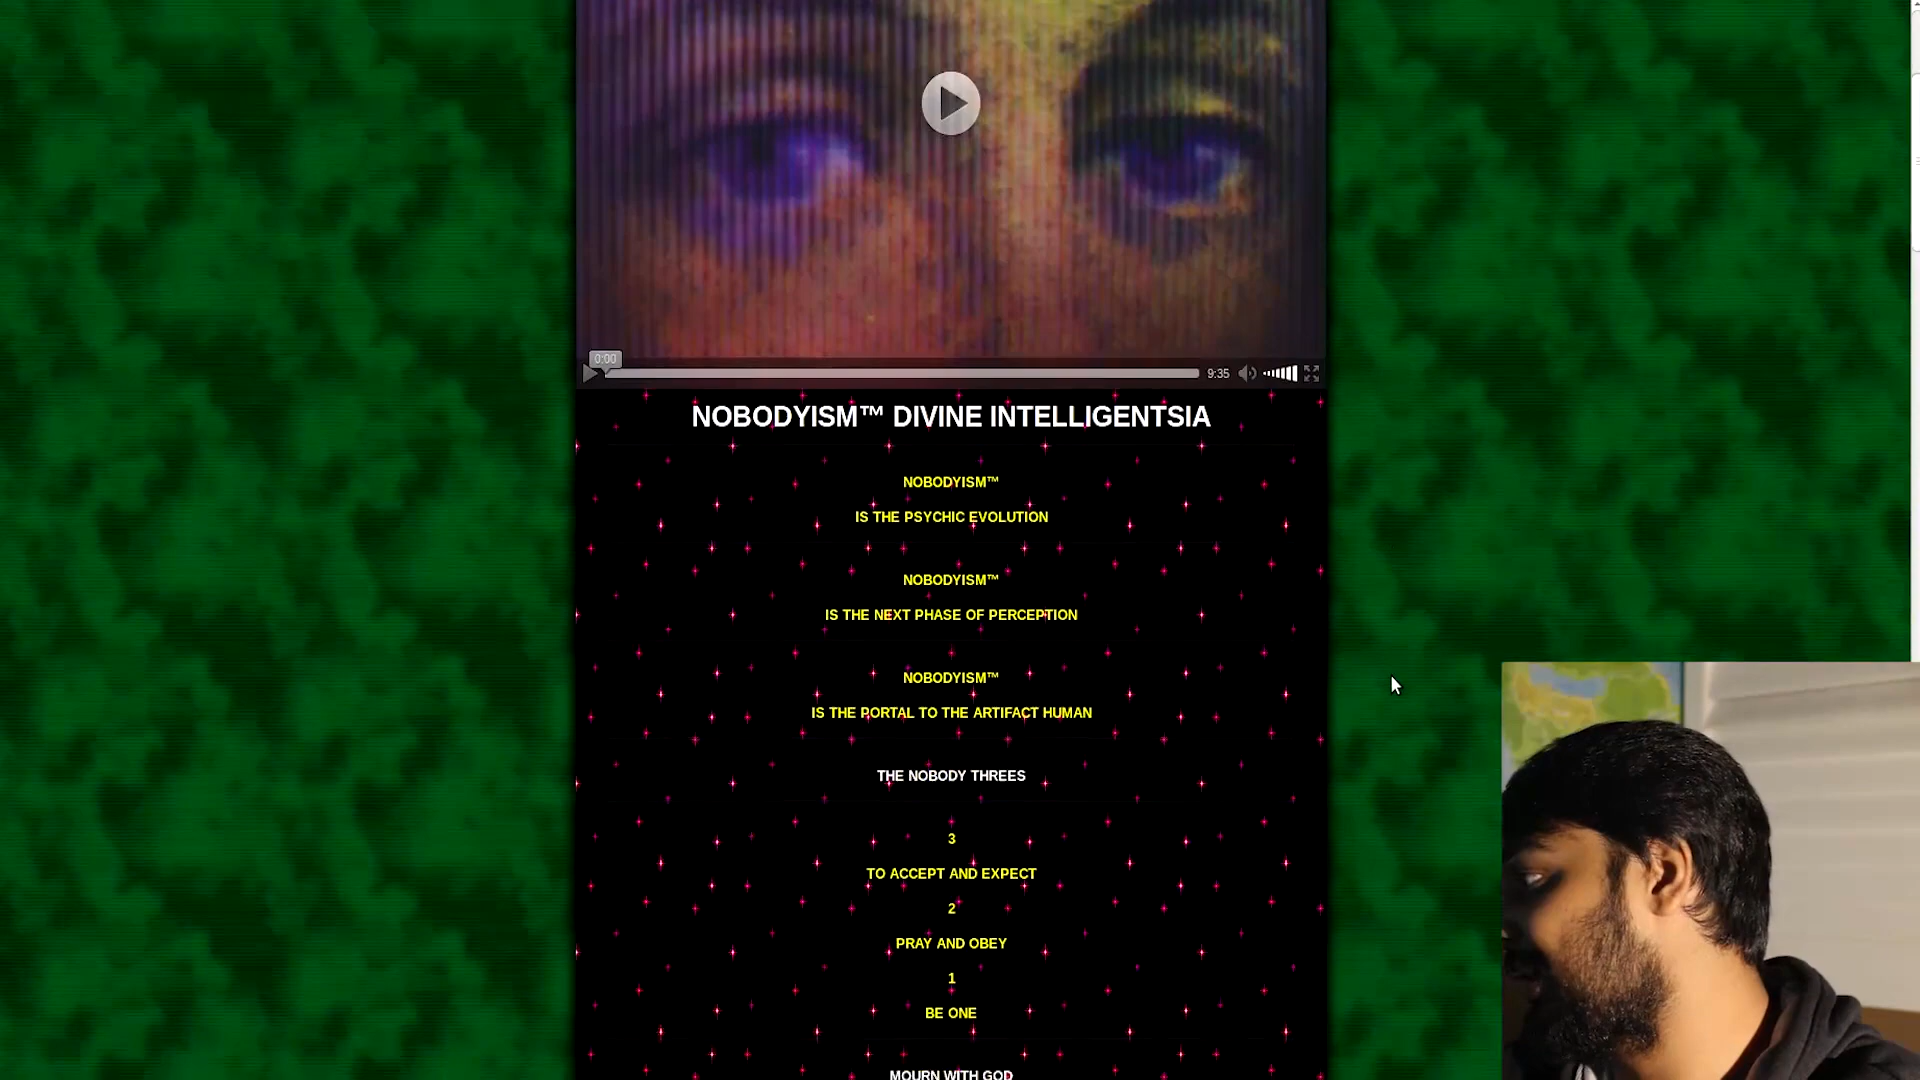 0:00
9:35
NOBODYISM™ DIVINE INTELLIGENTSIA
NOBODYISM™
IS THE PSYCHIC EVOLUTION
NOBODYISM™
IS THE NEXT PHASE OF PERCEPTION
NOBODYISM™
IS THE PORTAL TO THE ARTIFACT HUMAN
THE NOBODY THREES
3
TO ACCEPT AND EXPECT
2
PRAY AND OBEY
1
BE ONE
MOURN WITH GOD